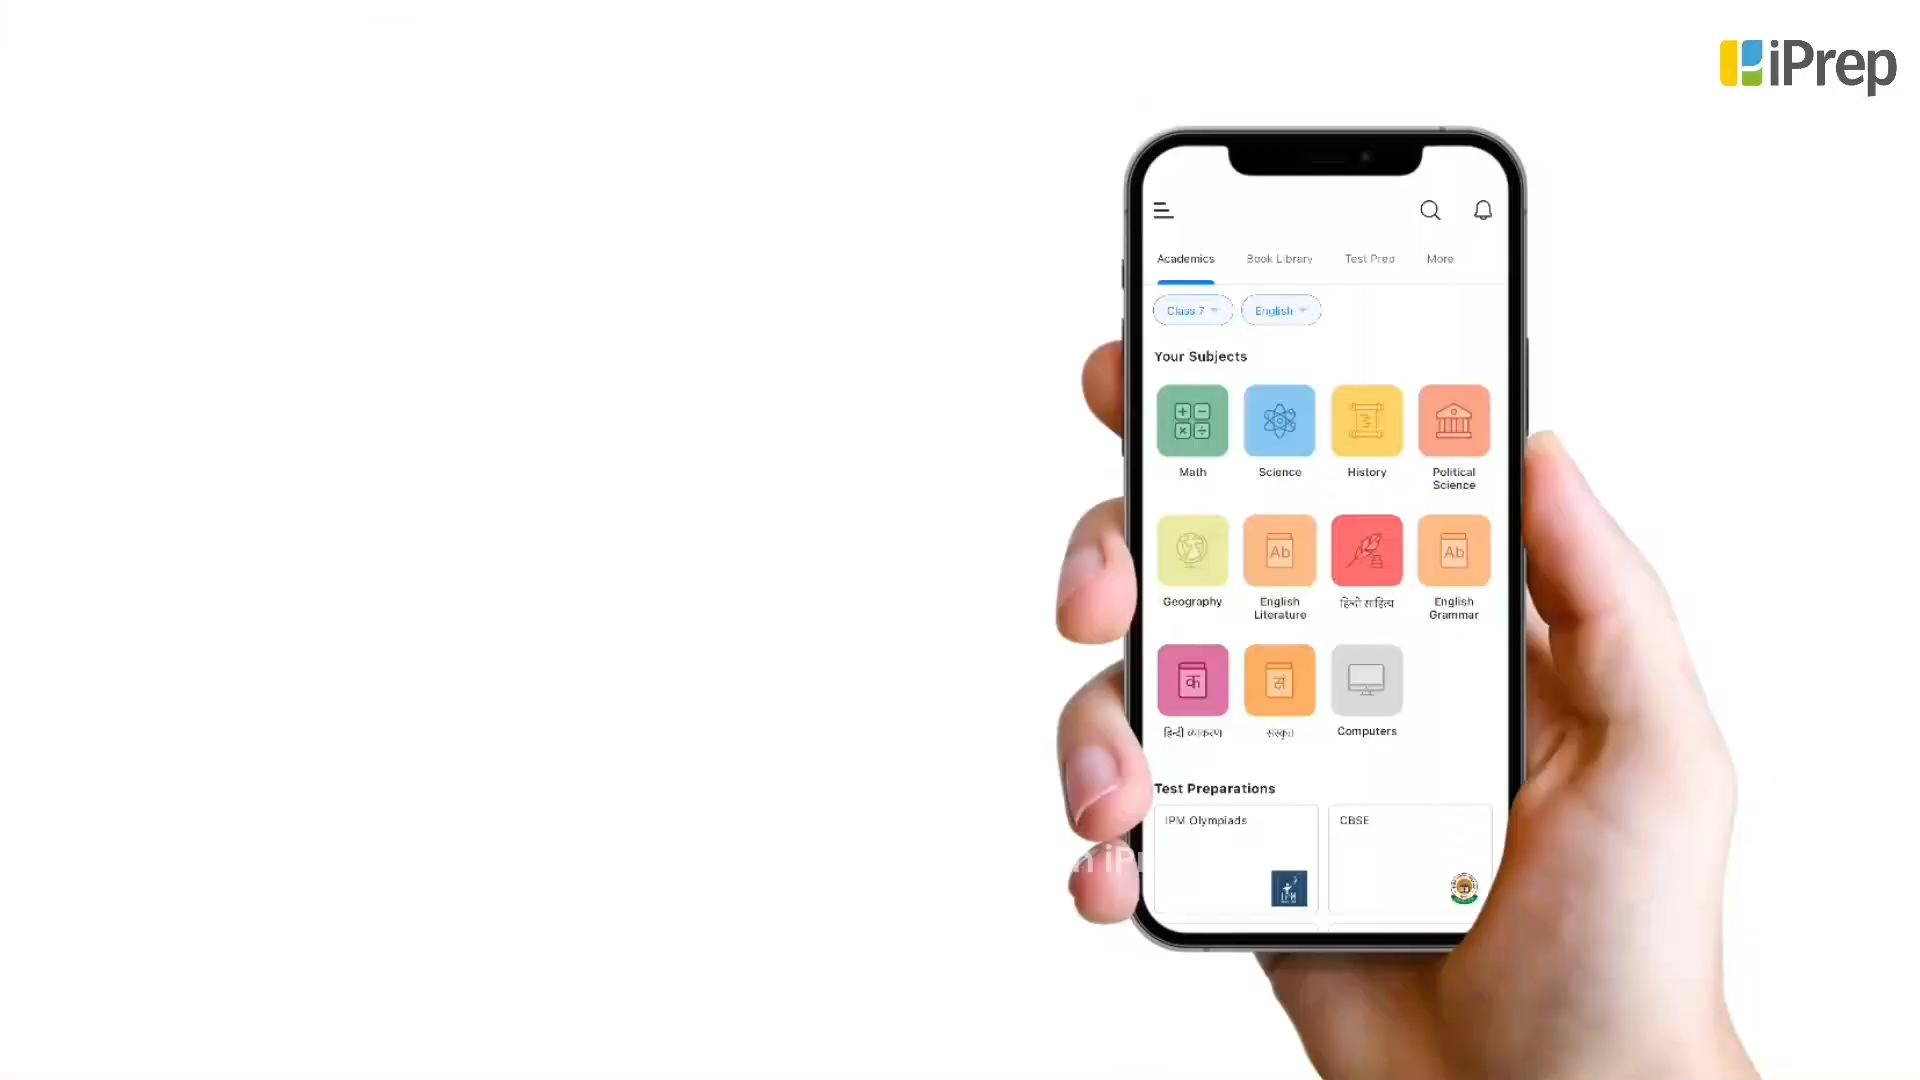 iPrep
Academics Book Library Test Prep More
Class 7 English
Your Subjects
Math Science History Political Science
Geography English Literature हिन्दी साहित्य English Grammar
हिन्दी व्याकरण संस्कृत Computers
Test Preparations
IPM Olympiads CBSE